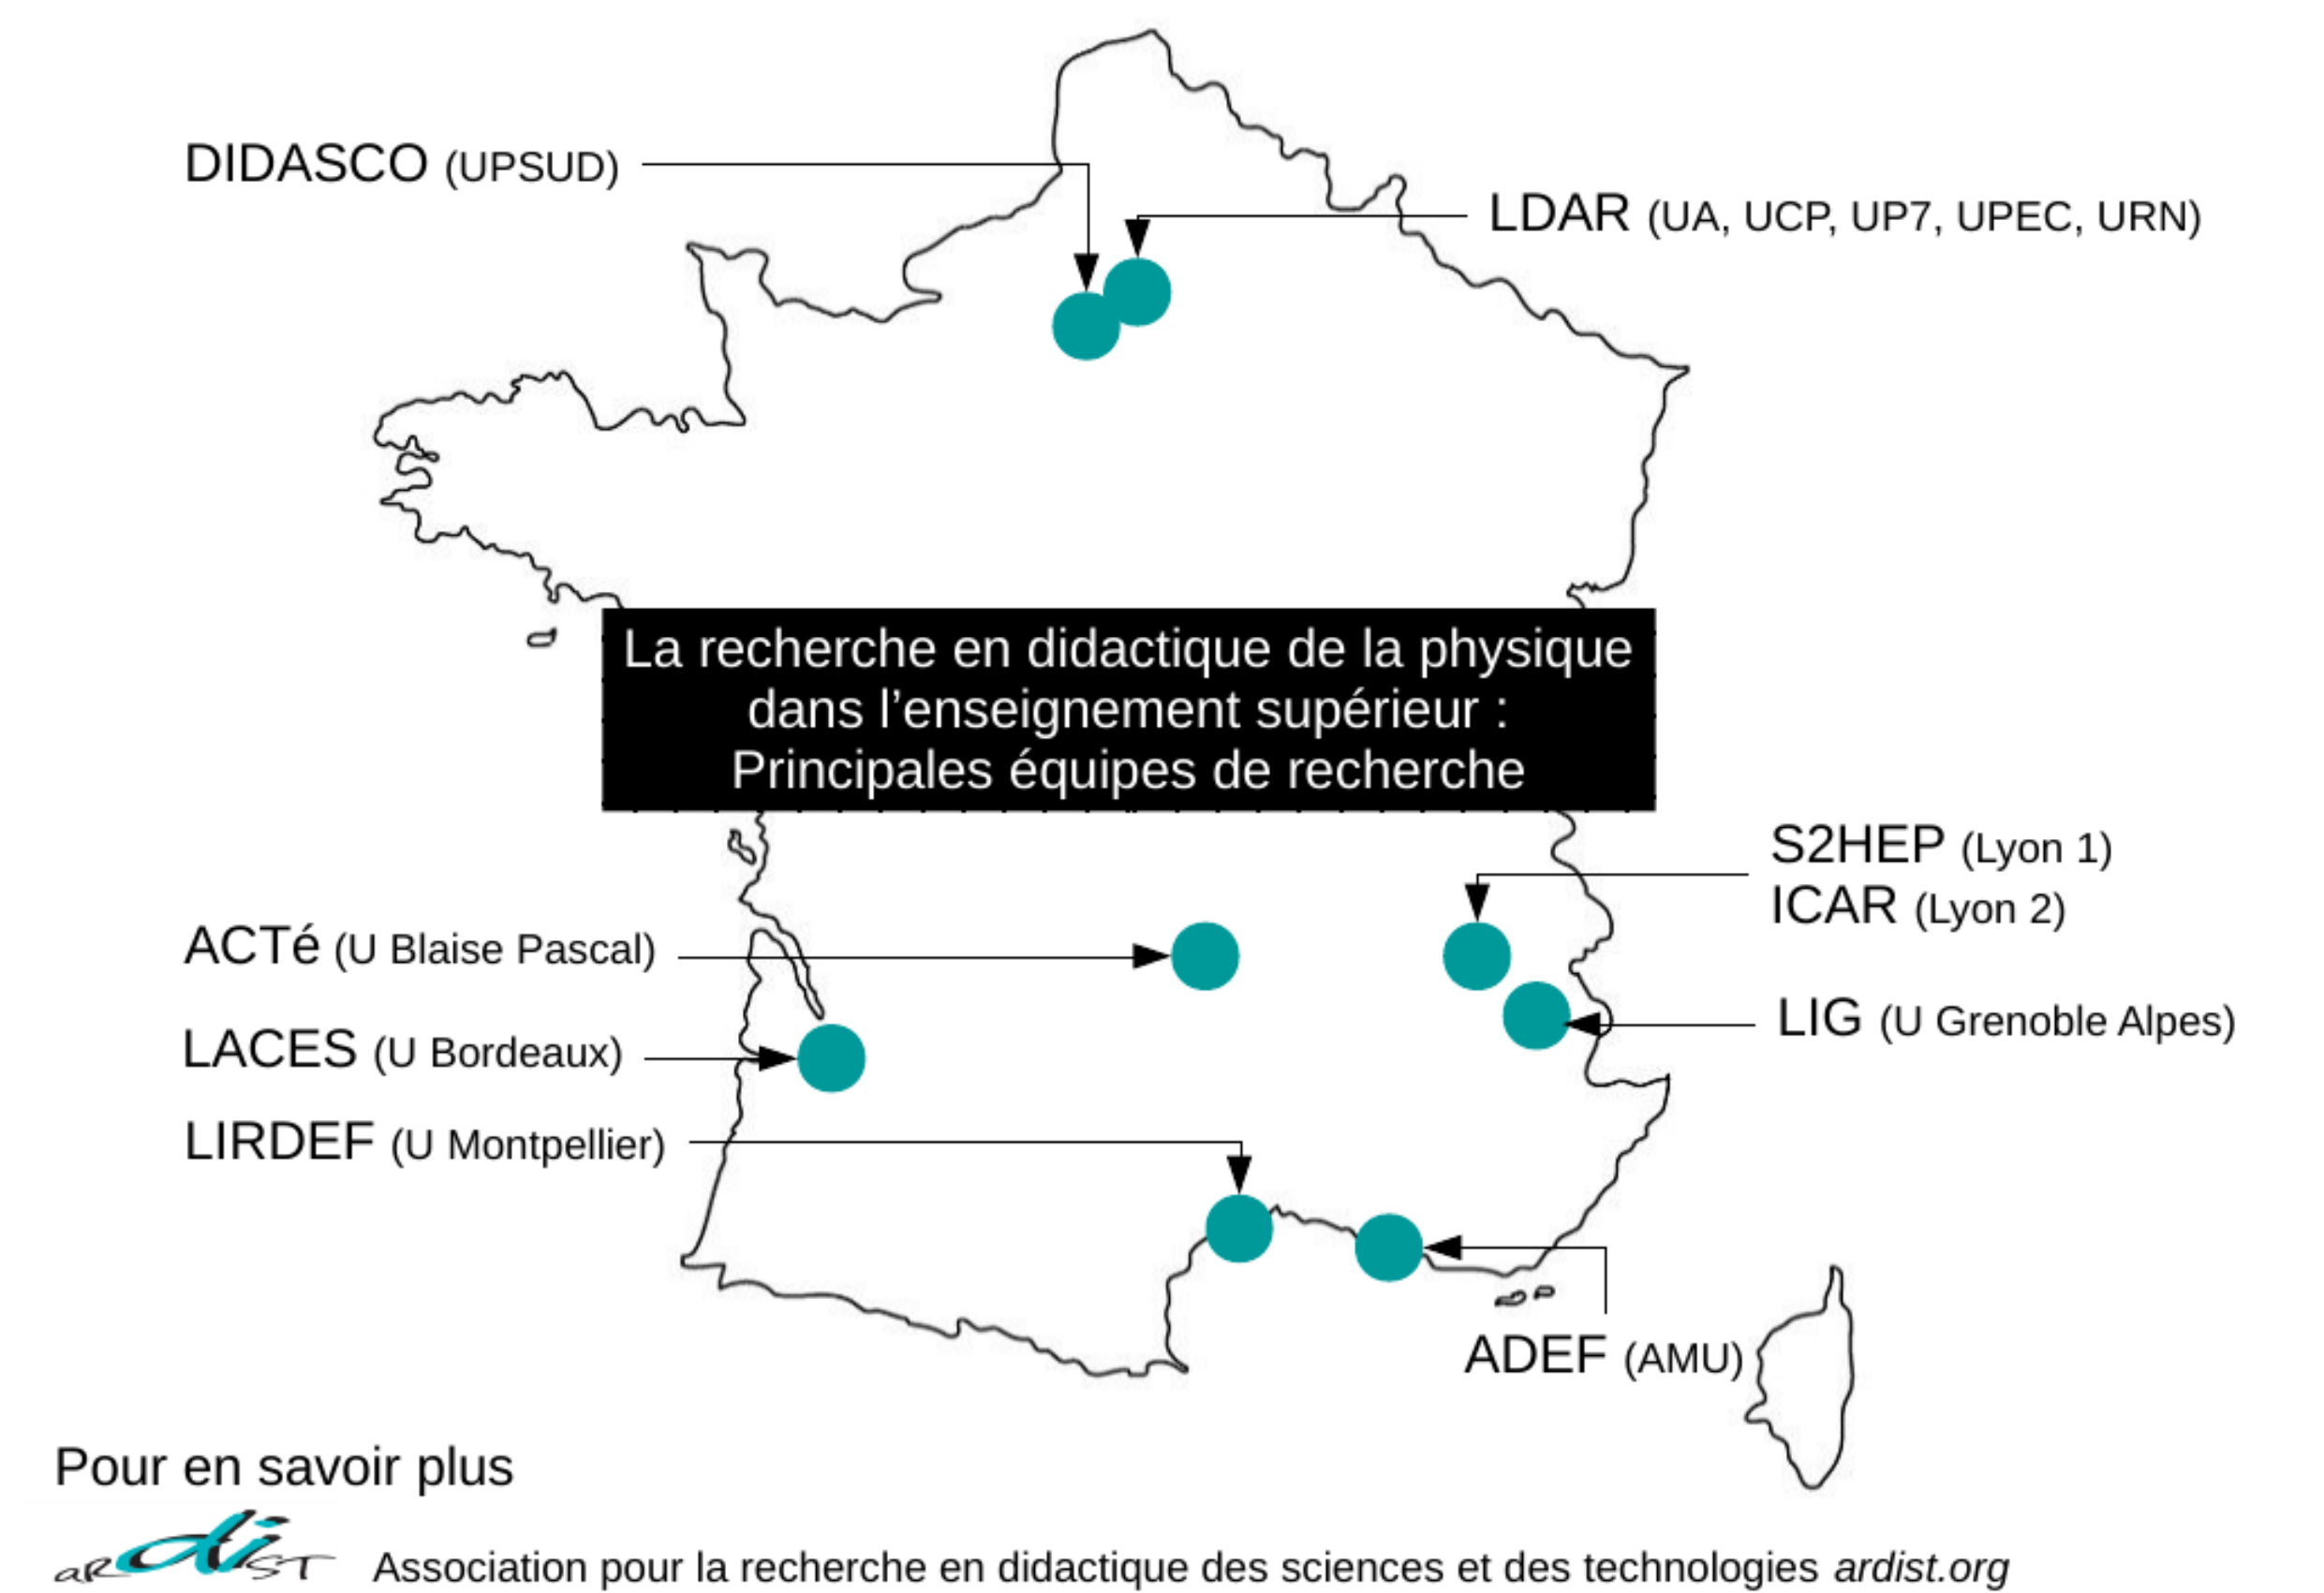 DIDASCO (UPSUD)
LDAR (UA, UCP, UP7, UPEC, URN)
La recherche en didactique de la physique
dans l’enseignement supérieur :
Principales équipes de recherche
S2HEP (Lyon 1)
ICAR (Lyon 2)
ACTé (U Blaise Pascal)
LIG (U Grenoble Alpes)
LACES (U Bordeaux)
LIRDEF (U Montpellier)
ADEF (AMU)
Pour en savoir plus
aRdiST
Association pour la recherche en didactique des sciences et des technologies ardist.org